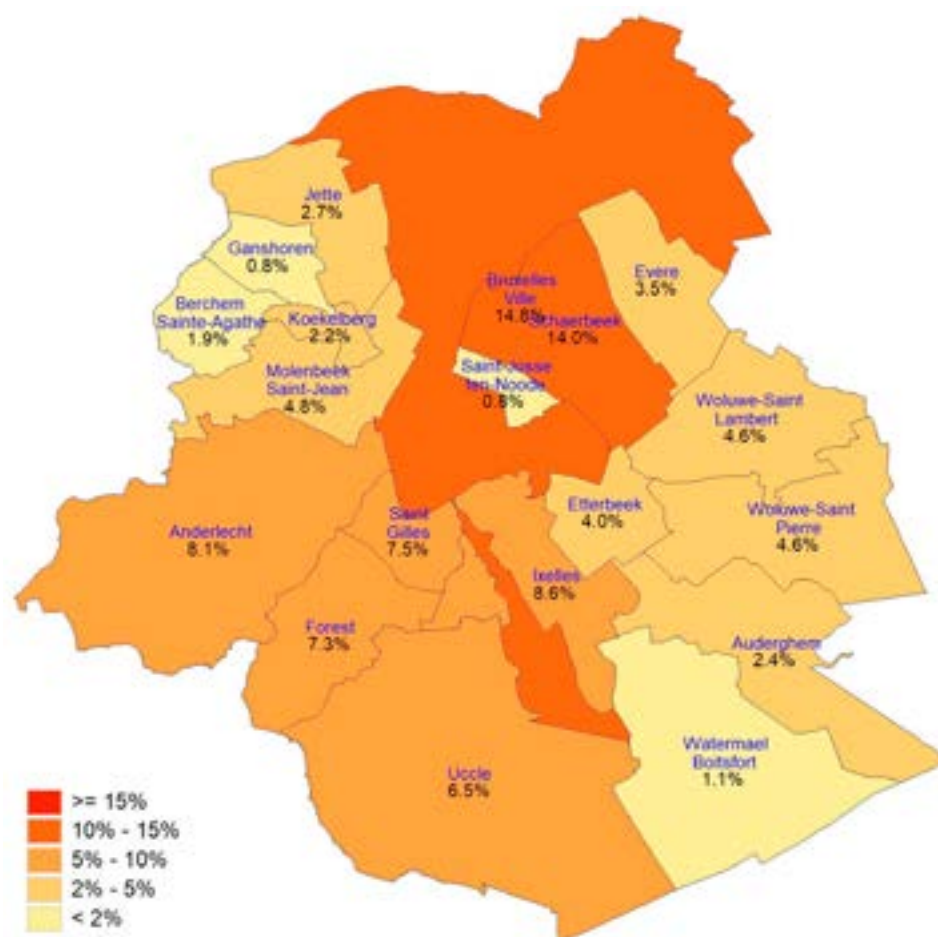 Jette
2.7%
Ganshoren
0.8%
Berchem
Sainte-Agathe
1.9%
Koekelberg
2.2%
Molenbeek
Saint-Jean
4.8%
Bruxelles
Ville
14.8%
Schaerbeek
14.0%
Evere
3.5%
Saint-Josse
ten-Noode
0.8%
Woluwe-Saint
Lambert
4.6%
Etterbeek
4.0%
Woluwe-Saint
Pierre
4.6%
Anderlecht
8.1%
Saint
Gilles
7.5%
Ixelles
8.6%
Forest
7.3%
Auderghem
2.4%
Watermael
Boitsfort
1.1%
Uccle
6.5%
>= 15%
10% - 15%
5% - 10%
2% - 5%
< 2%